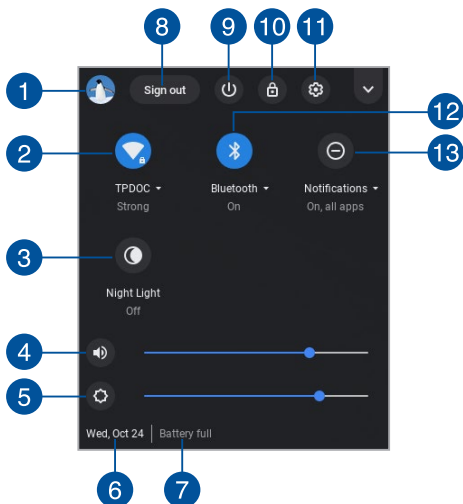 8 9 10 11
1 Sign out
12
2 13
TPDOC Bluetooth Notifications
Strong On On, all apps
3
Night Light
Off
4
5
Wed, Oct 24 Battery full
6 7